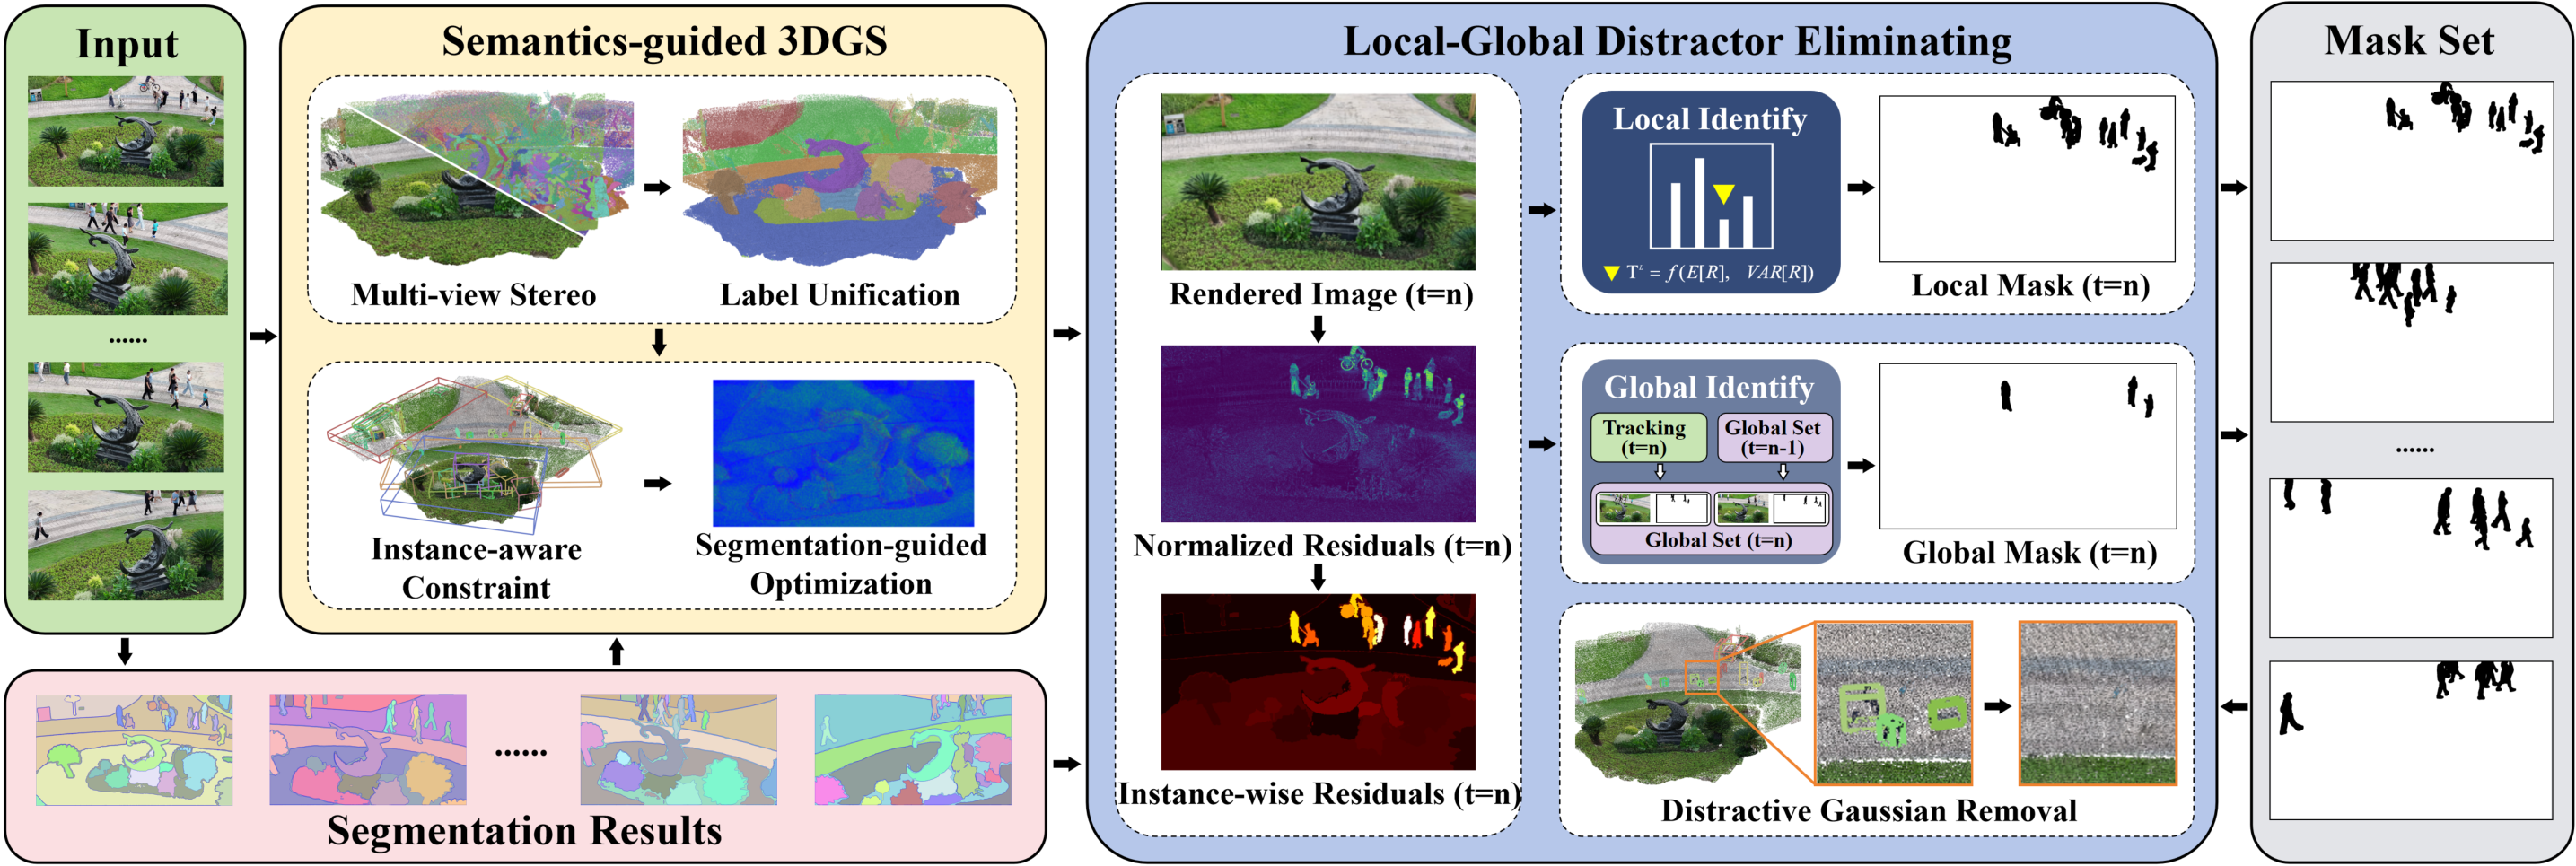 Input
......
Semantics-guided 3DGS
Multi-view Stereo
Label Unification
Instance-aware
Constraint
Segmentation-guided
Optimization
......
Segmentation Results
Local-Global Distractor Eliminating
Rendered Image (t=n)
Normalized Residuals (t=n)
Instance-wise Residuals (t=n)
Local Identify
T^L = f(E[R], VAR[R])
Local Mask (t=n)
Global Identify
Tracking
(t=n)
Global Set
(t=n-1)
Global Set (t=n)
Global Mask (t=n)
Distractive Gaussian Removal
Mask Set
......